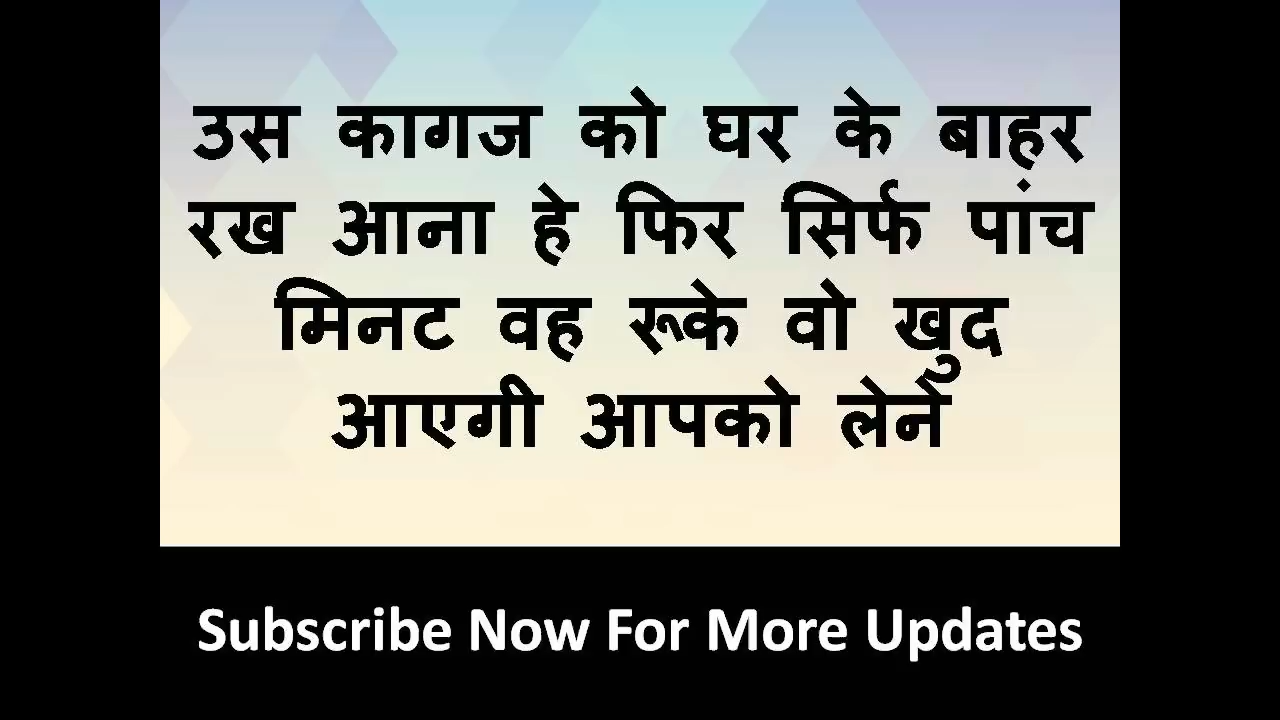 उस कागज को घर के बाहर
रख आना हे फिर सिर्फ पांच
मिनट वह रूके वो खुद
आएगी आपको लेने
Subscribe Now For More Updates